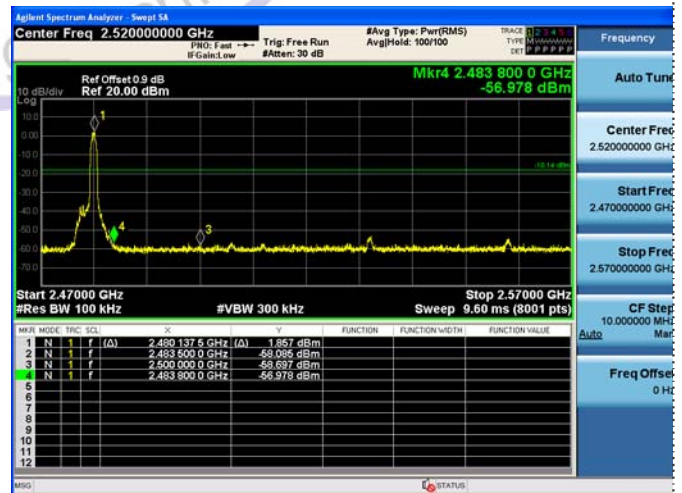 Agilent Spectrum Analyzer - Swept SA
Center Freq 2.520000000 GHz
PNO: Fast
IFGain:Low
Trig: Free Run
#Atten: 30 dB
#Avg Type: Pwr(RMS)
Avg|Hold: 100/100
TRACE 1 2 3 4 5 6
TYPE M
DET P P P P P P
Frequency
Mkr4 2.483 800 0 GHz
-56.978 dBm
Ref Offset 0.9 dB
Ref 20.00 dBm
10 dB/div
Log
10.0
0.00
-10.0
-20.0
-30.0
-40.0
-50.0
-60.0
-70.0
1
4
3
-18.14 dBm
Start 2.47000 GHz
Stop 2.57000 GHz
#Res BW 100 kHz
#VBW 300 kHz
Sweep 9.60 ms (8001 pts)
MKR MODE TRC SCL X Y FUNCTION FUNCTION WIDTH FUNCTION VALUE
1 N 1 f (Δ) 2.480 137 5 GHz (Δ) 1.857 dBm
2 N 1 f 2.483 500 0 GHz -58.085 dBm
3 N 1 f 2.500 000 0 GHz -58.697 dBm
4 N 1 f 2.483 800 0 GHz -56.978 dBm
5
6
7
8
9
10
11
12
MSG
STATUS
Auto Tune
Center Freq
2.520000000 GHz
Start Freq
2.470000000 GHz
Stop Freq
2.570000000 GHz
CF Step
10.000000 MHz
Auto Man
Freq Offset
0 Hz